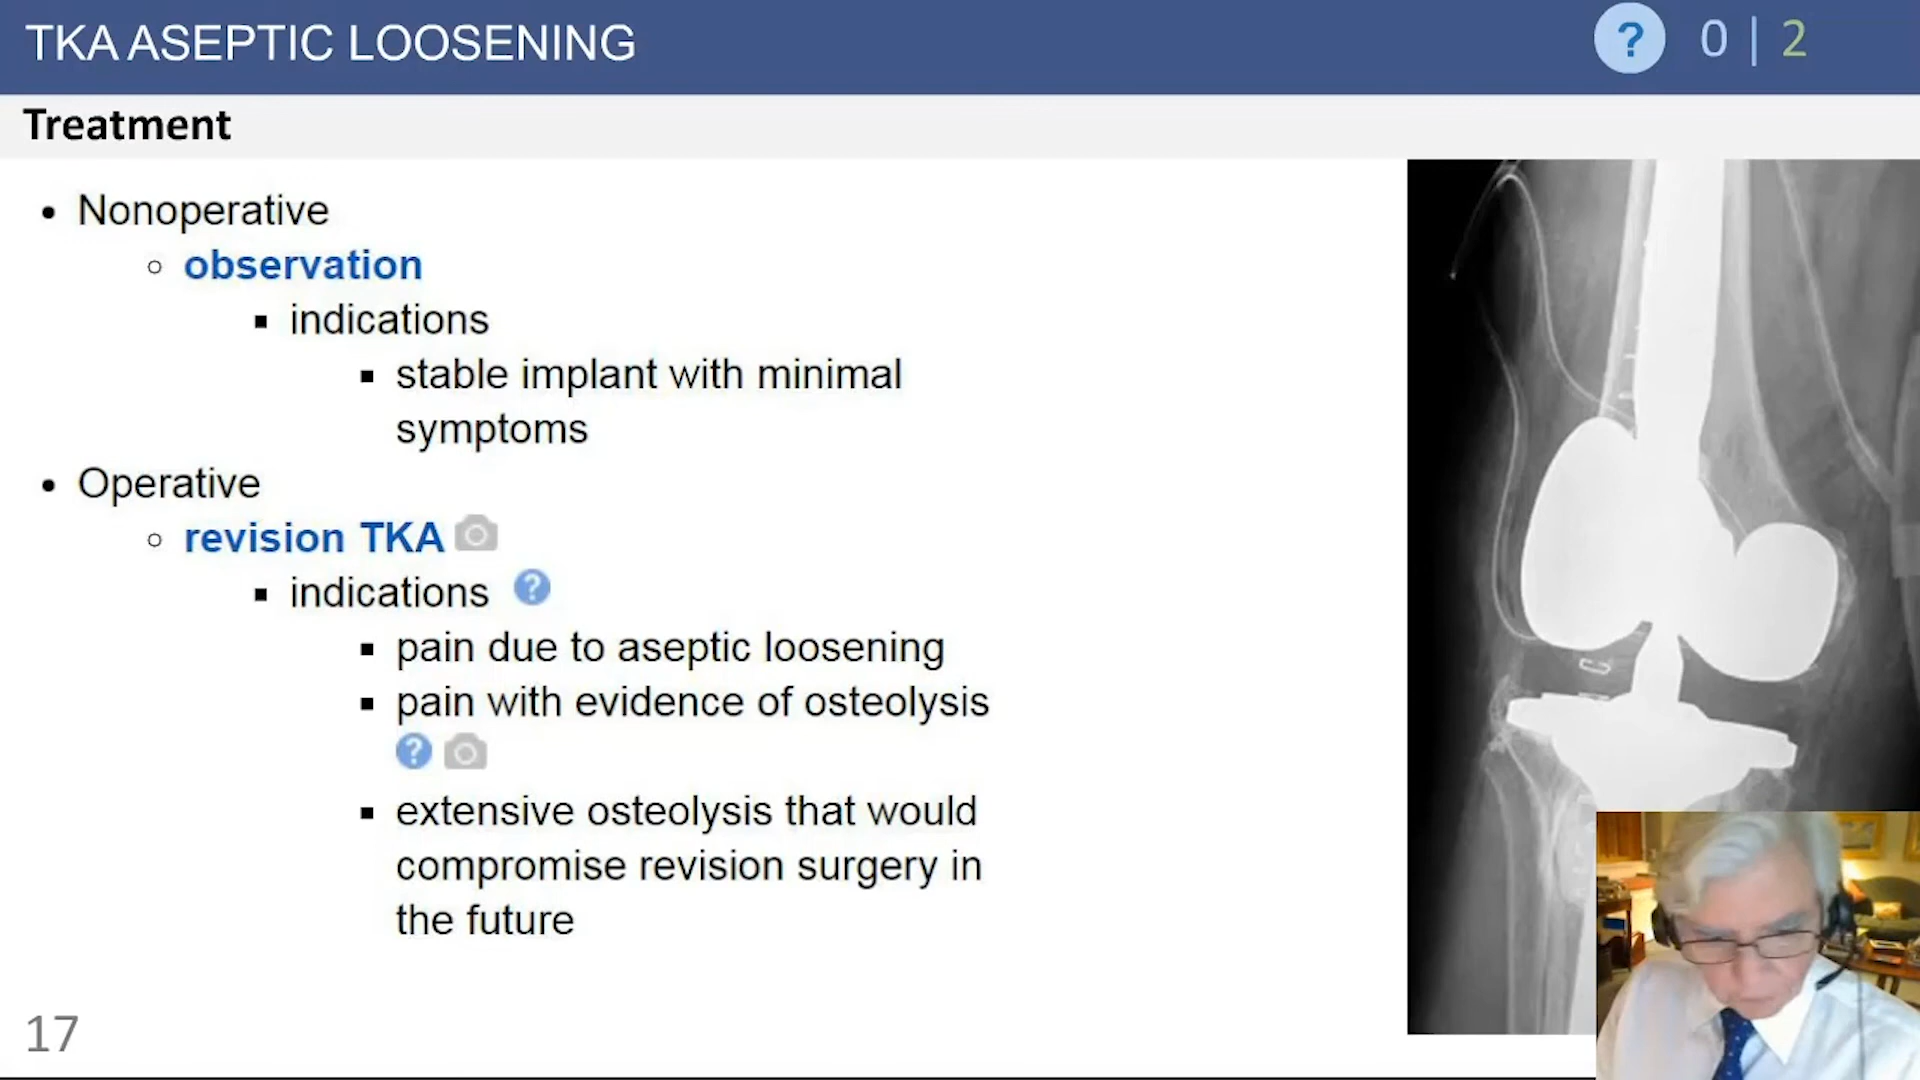 TKA ASEPTIC LOOSENING
? 0 | 2
Treatment
• Nonoperative
○ observation
▪ indications
▪ stable implant with minimal
symptoms
• Operative
○ revision TKA
▪ indications ?
▪ pain due to aseptic loosening
▪ pain with evidence of osteolysis
?
▪ extensive osteolysis that would
compromise revision surgery in
the future
17